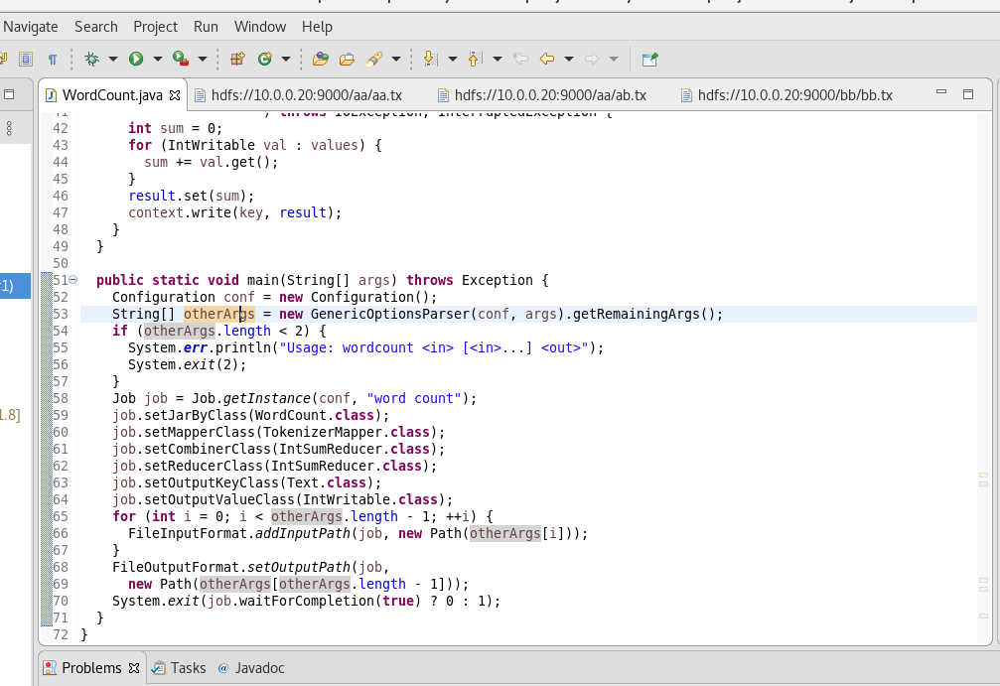 Navigate Search Project Run Window Help
WordCount.java hdfs://10.0.0.20:9000/aa/aa.tx hdfs://10.0.0.20:9000/aa/ab.tx hdfs://10.0.0.20:9000/bb/bb.tx
41 ) throws IOException, InterruptedException {
42 int sum = 0;
43 for (IntWritable val : values) {
44 sum += val.get();
45 }
46 result.set(sum);
47 context.write(key, result);
48 }
49 }
50
51 public static void main(String[] args) throws Exception {
52 Configuration conf = new Configuration();
53 String[] otherArgs = new GenericOptionsParser(conf, args).getRemainingArgs();
54 if (otherArgs.length < 2) {
55 System.err.println("Usage: wordcount <in> [<in>...] <out>");
56 System.exit(2);
57 }
58 Job job = Job.getInstance(conf, "word count");
59 job.setJarByClass(WordCount.class);
60 job.setMapperClass(TokenizerMapper.class);
61 job.setCombinerClass(IntSumReducer.class);
62 job.setReducerClass(IntSumReducer.class);
63 job.setOutputKeyClass(Text.class);
64 job.setOutputValueClass(IntWritable.class);
65 for (int i = 0; i < otherArgs.length - 1; ++i) {
66 FileInputFormat.addInputPath(job, new Path(otherArgs[i]));
67 }
68 FileOutputFormat.setOutputPath(job,
69 new Path(otherArgs[otherArgs.length - 1]));
70 System.exit(job.waitForCompletion(true) ? 0 : 1);
71 }
72 }
r1)
1.8]
Problems Tasks @ Javadoc